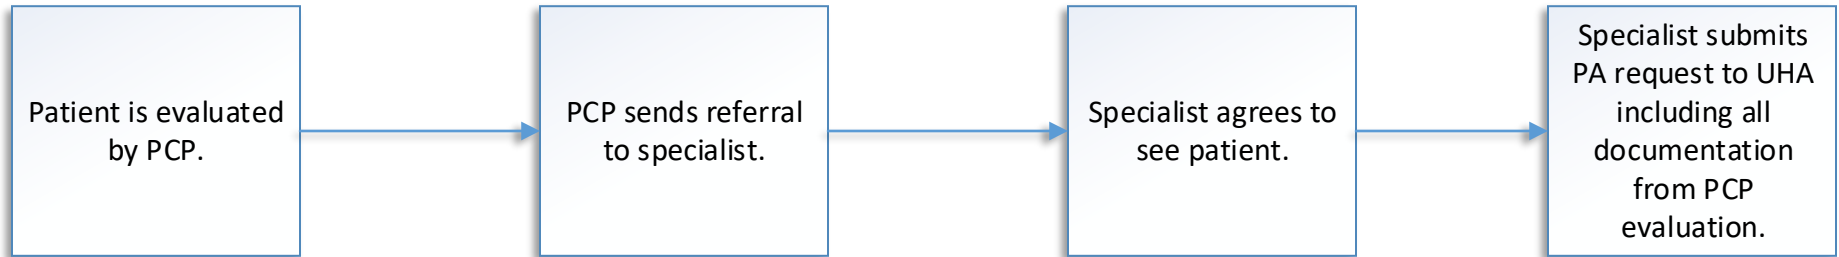 Patient is evaluated
by PCP.
PCP sends referral
to specialist.
Specialist agrees to
see patient.
Specialist submits
PA request to UHA
including all
documentation
from PCP
evaluation.